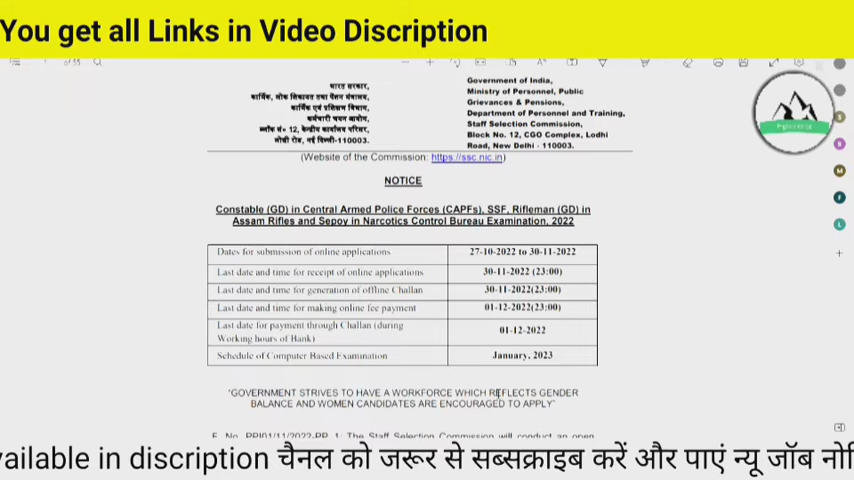 You get all Links in Video Discription
भारत सरकार,
कार्मिक, लोक शिकायत तथा पेंशन मंत्रालय,
कार्मिक एवं प्रशिक्षण विभाग,
कर्मचारी चयन आयोग,
ब्लॉक सं० 12, केन्द्रीय कार्यालय परिसर,
लोधी रोड, नई दिल्ली-110003.
Government of India,
Ministry of Personnel, Public
Grievances & Pensions,
Department of Personnel and Training,
Staff Selection Commission,
Block No. 12, CGO Complex, Lodhi
Road, New Delhi - 110003.
(Website of the Commission: https://ssc.nic.in)
NOTICE
Constable (GD) in Central Armed Police Forces (CAPFs), SSF, Rifleman (GD) in
Assam Rifles and Sepoy in Narcotics Control Bureau Examination, 2022
Dates for submission of online applications 27-10-2022 to 30-11-2022
Last date and time for receipt of online applications 30-11-2022 (23:00)
Last date and time for generation of offline Challan 30-11-2022(23:00)
Last date and time for making online fee payment 01-12-2022(23:00)
Last date for payment through Challan (during
Working hours of Bank) 01-12-2022
Schedule of Computer Based Examination January, 2023
"GOVERNMENT STRIVES TO HAVE A WORKFORCE WHICH REFLECTS GENDER
BALANCE AND WOMEN CANDIDATES ARE ENCOURAGED TO APPLY"
The Staff Selection Commission will conduct an open
vailable in discription चैनल को जरूर से सब्सक्राइब करें और पाएं न्यू जॉब नोटि